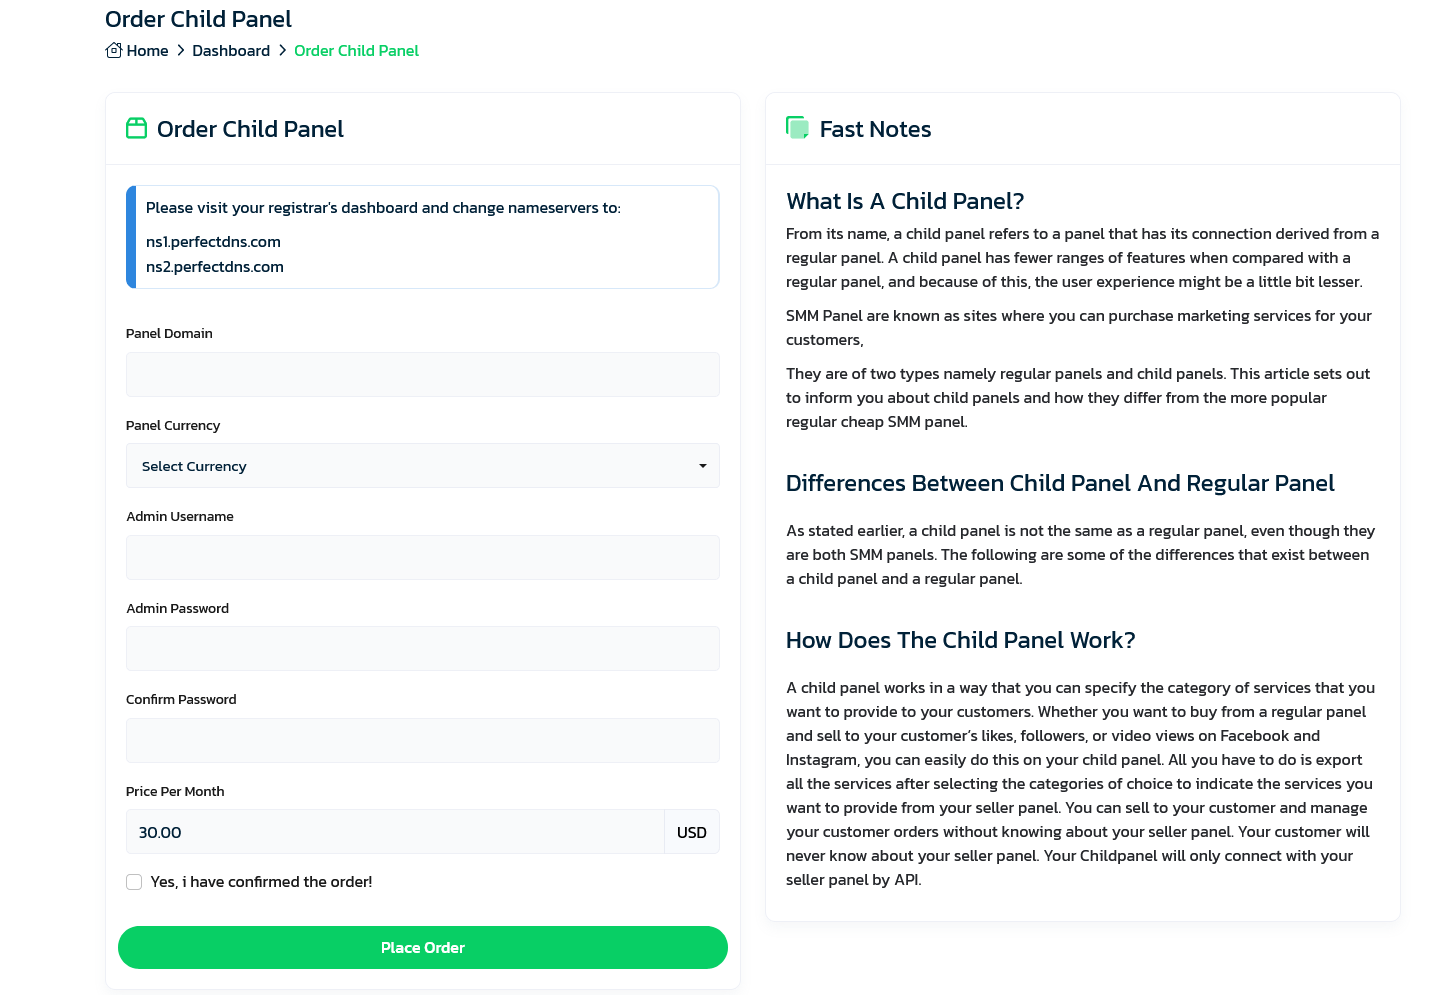 Order Child Panel
Home > Dashboard > Order Child Panel
Order Child Panel
Please visit your registrar's dashboard and change nameservers to:
ns1.perfectdns.com
ns2.perfectdns.com
Panel Domain
Panel Currency
Select Currency
Admin Username
Admin Password
Confirm Password
Price Per Month
30.00 USD
Yes, i have confirmed the order!
Place Order
Fast Notes
What Is A Child Panel?
From its name, a child panel refers to a panel that has its connection derived from a
regular panel. A child panel has fewer ranges of features when compared with a
regular panel, and because of this, the user experience might be a little bit lesser.
SMM Panel are known as sites where you can purchase marketing services for your
customers,
They are of two types namely regular panels and child panels. This article sets out
to inform you about child panels and how they differ from the more popular
regular cheap SMM panel.
Differences Between Child Panel And Regular Panel
As stated earlier, a child panel is not the same as a regular panel, even though they
are both SMM panels. The following are some of the differences that exist between
a child panel and a regular panel.
How Does The Child Panel Work?
A child panel works in a way that you can specify the category of services that you
want to provide to your customers. Whether you want to buy from a regular panel
and sell to your customer’s likes, followers, or video views on Facebook and
Instagram, you can easily do this on your child panel. All you have to do is export
all the services after selecting the categories of choice to indicate the services you
want to provide from your seller panel. You can sell to your customer and manage
your customer orders without knowing about your seller panel. Your customer will
never know about your seller panel. Your Childpanel will only connect with your
seller panel by API.